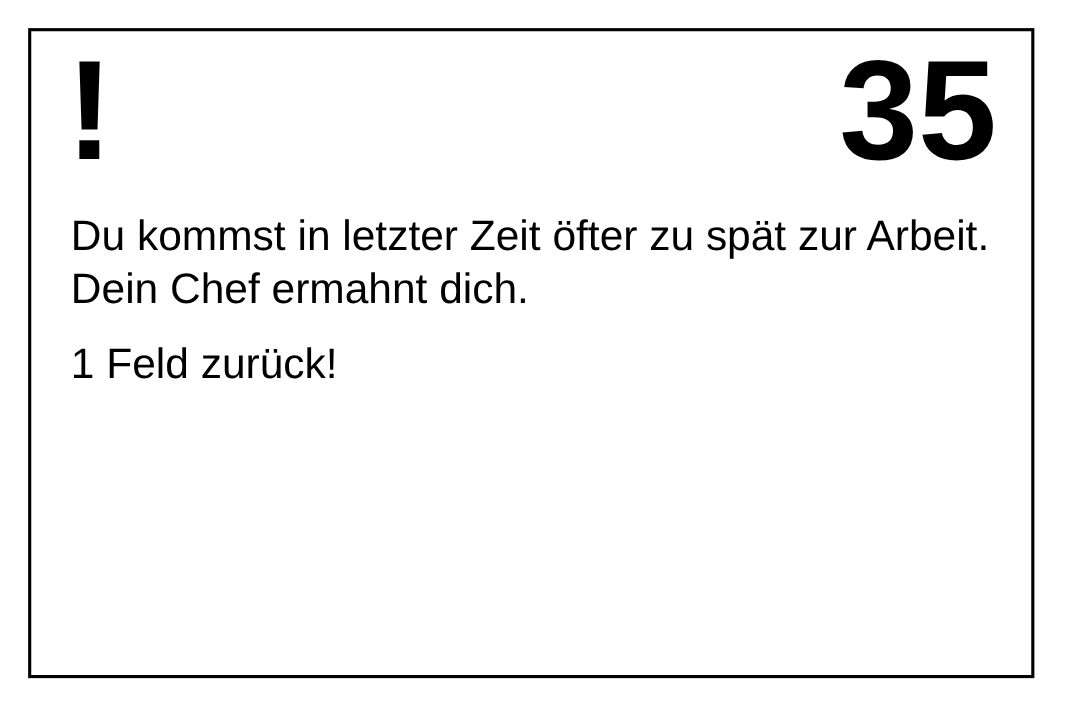 ! 35
Du kommst in letzter Zeit öfter zu spät zur Arbeit.
Dein Chef ermahnt dich.
1 Feld zurück!